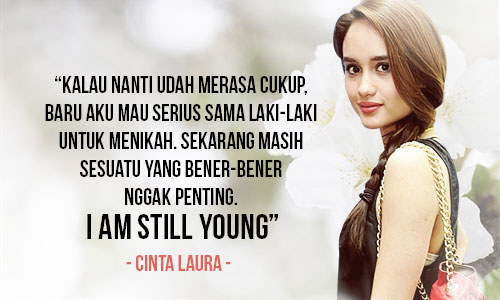 “KALAU NANTI UDAH MERASA CUKUP,
BARU AKU MAU SERIUS SAMA LAKI-LAKI
UNTUK MENIKAH. SEKARANG MASIH
SESUATU YANG BENER-BENER
NGGAK PENTING.
I AM STILL YOUNG”
- CINTA LAURA -